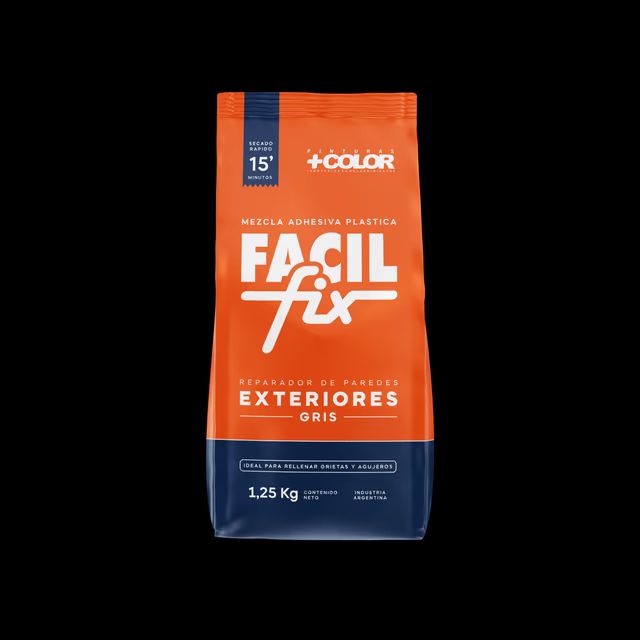 SECADO
RAPIDO
15'
MINUTOS
PINTURAS
+COLOR
MEZCLA ADHESIVA PLASTICA
FACIL
fix
REPARADOR DE PAREDES
EXTERIORES
GRIS
IDEAL PARA RELLENAR GRIETAS Y AGUJEROS
1,25 Kg CONTENIDO NETO
INDUSTRIA ARGENTINA